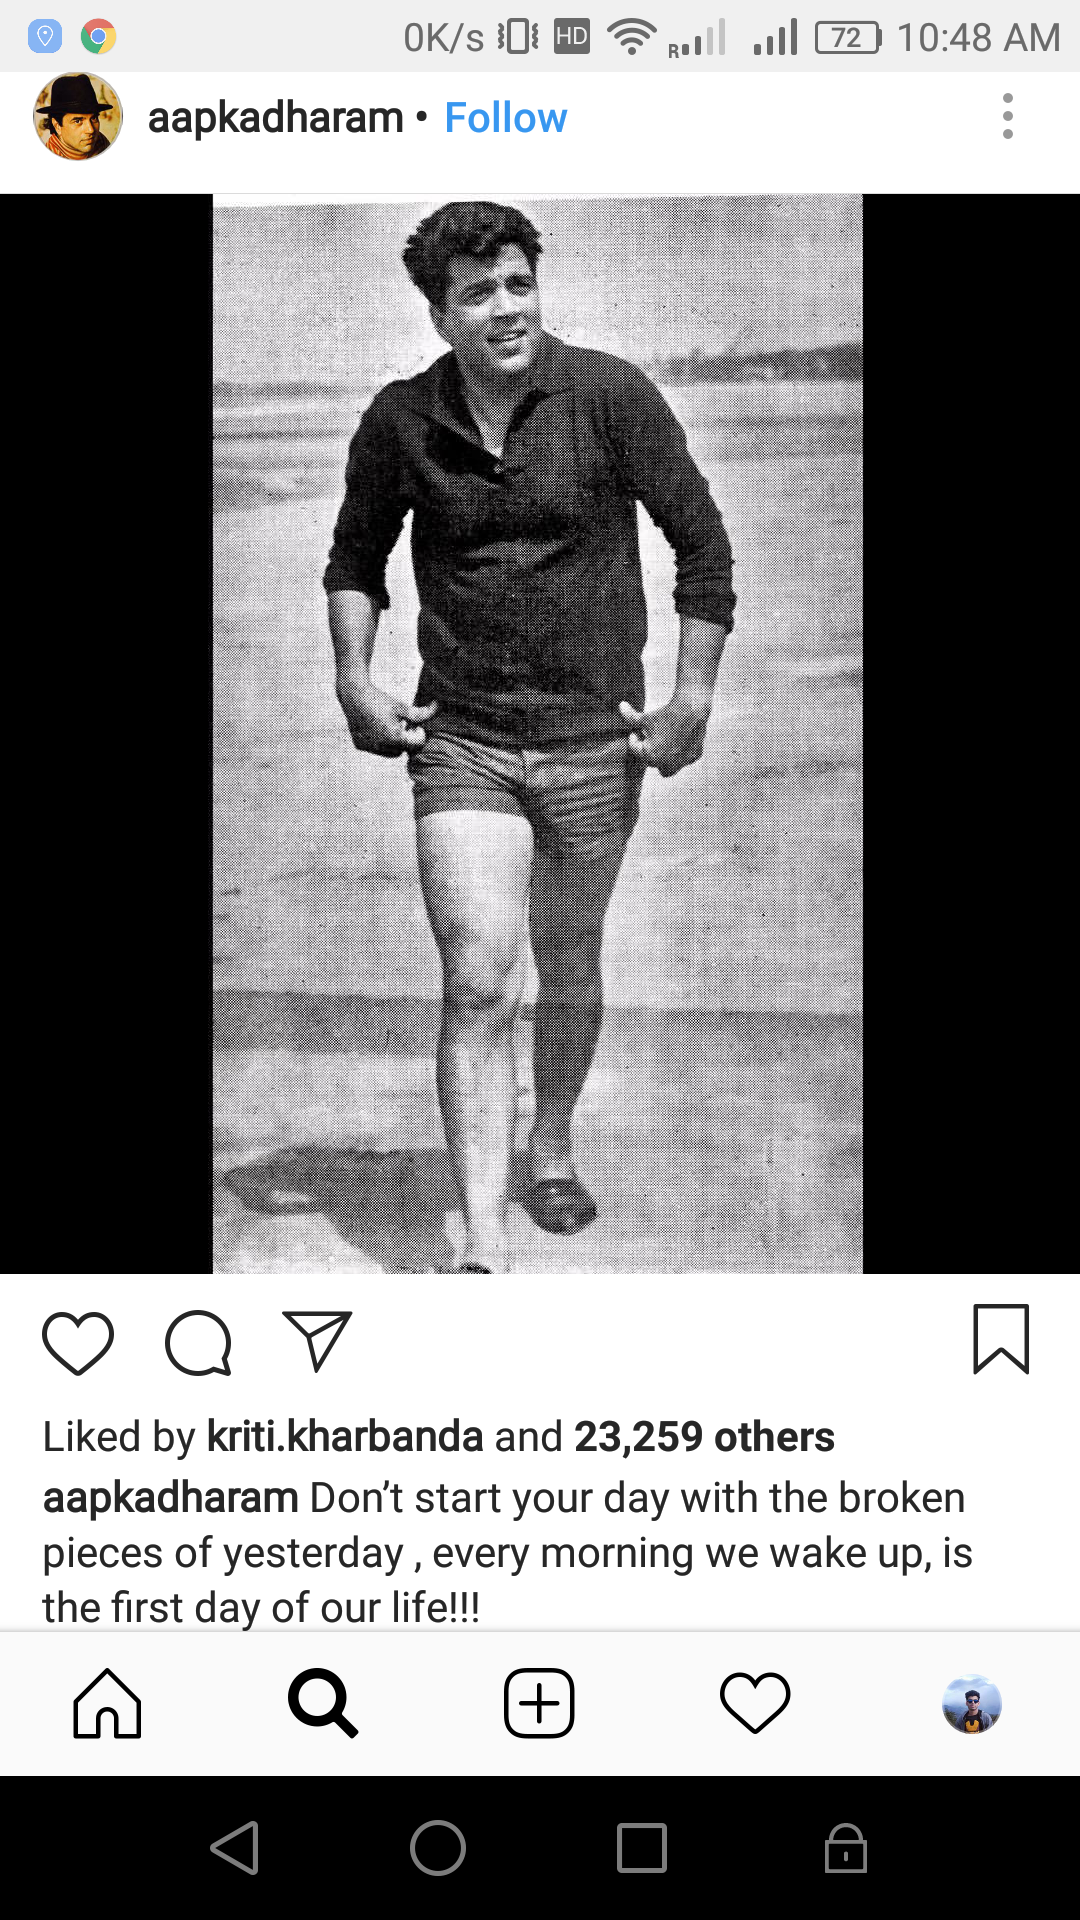 0K/s HD R 72 10:48 AM
aapkadharam • Follow
Liked by kriti.kharbanda and 23,259 others
aapkadharam Don’t start your day with the broken
pieces of yesterday , every morning we wake up, is
the first day of our life!!!